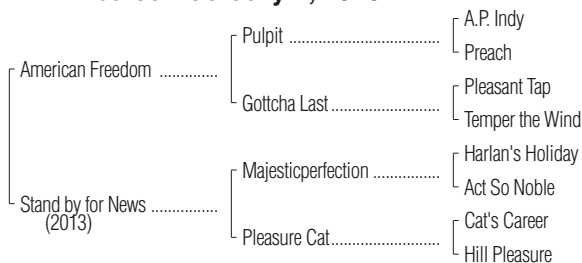 A.P. Indy
Pulpit
Preach
American Freedom
Pleasant Tap
Gottcha Last
Temper the Wind
Harlan's Holiday
Majesticperfection
Act So Noble
Stand by for News
(2013)
Cat's Career
Pleasure Cat
Hill Pleasure